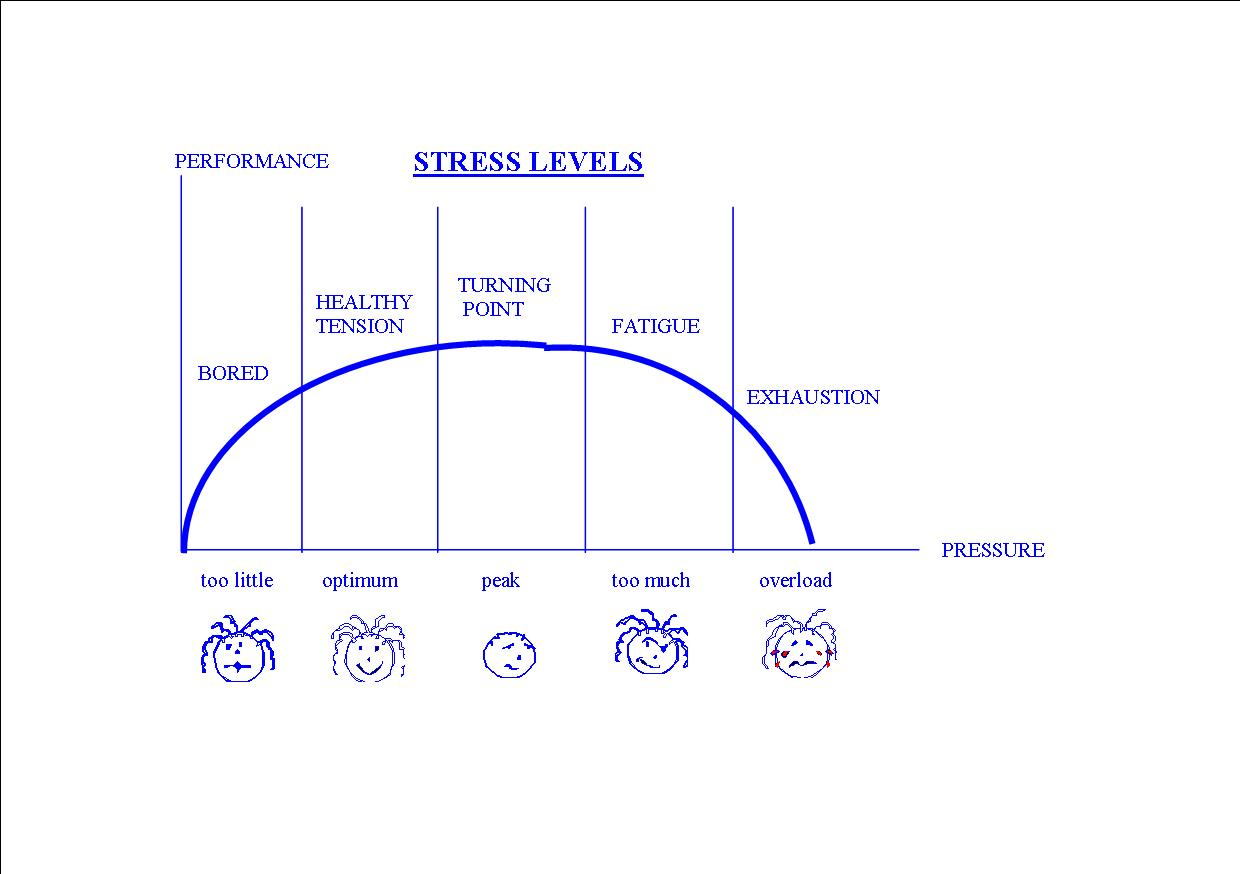 PERFORMANCE
STRESS LEVELS
TURNING
POINT
HEALTHY
TENSION
FATIGUE
BORED
EXHAUSTION
PRESSURE
too little
optimum
peak
too much
overload